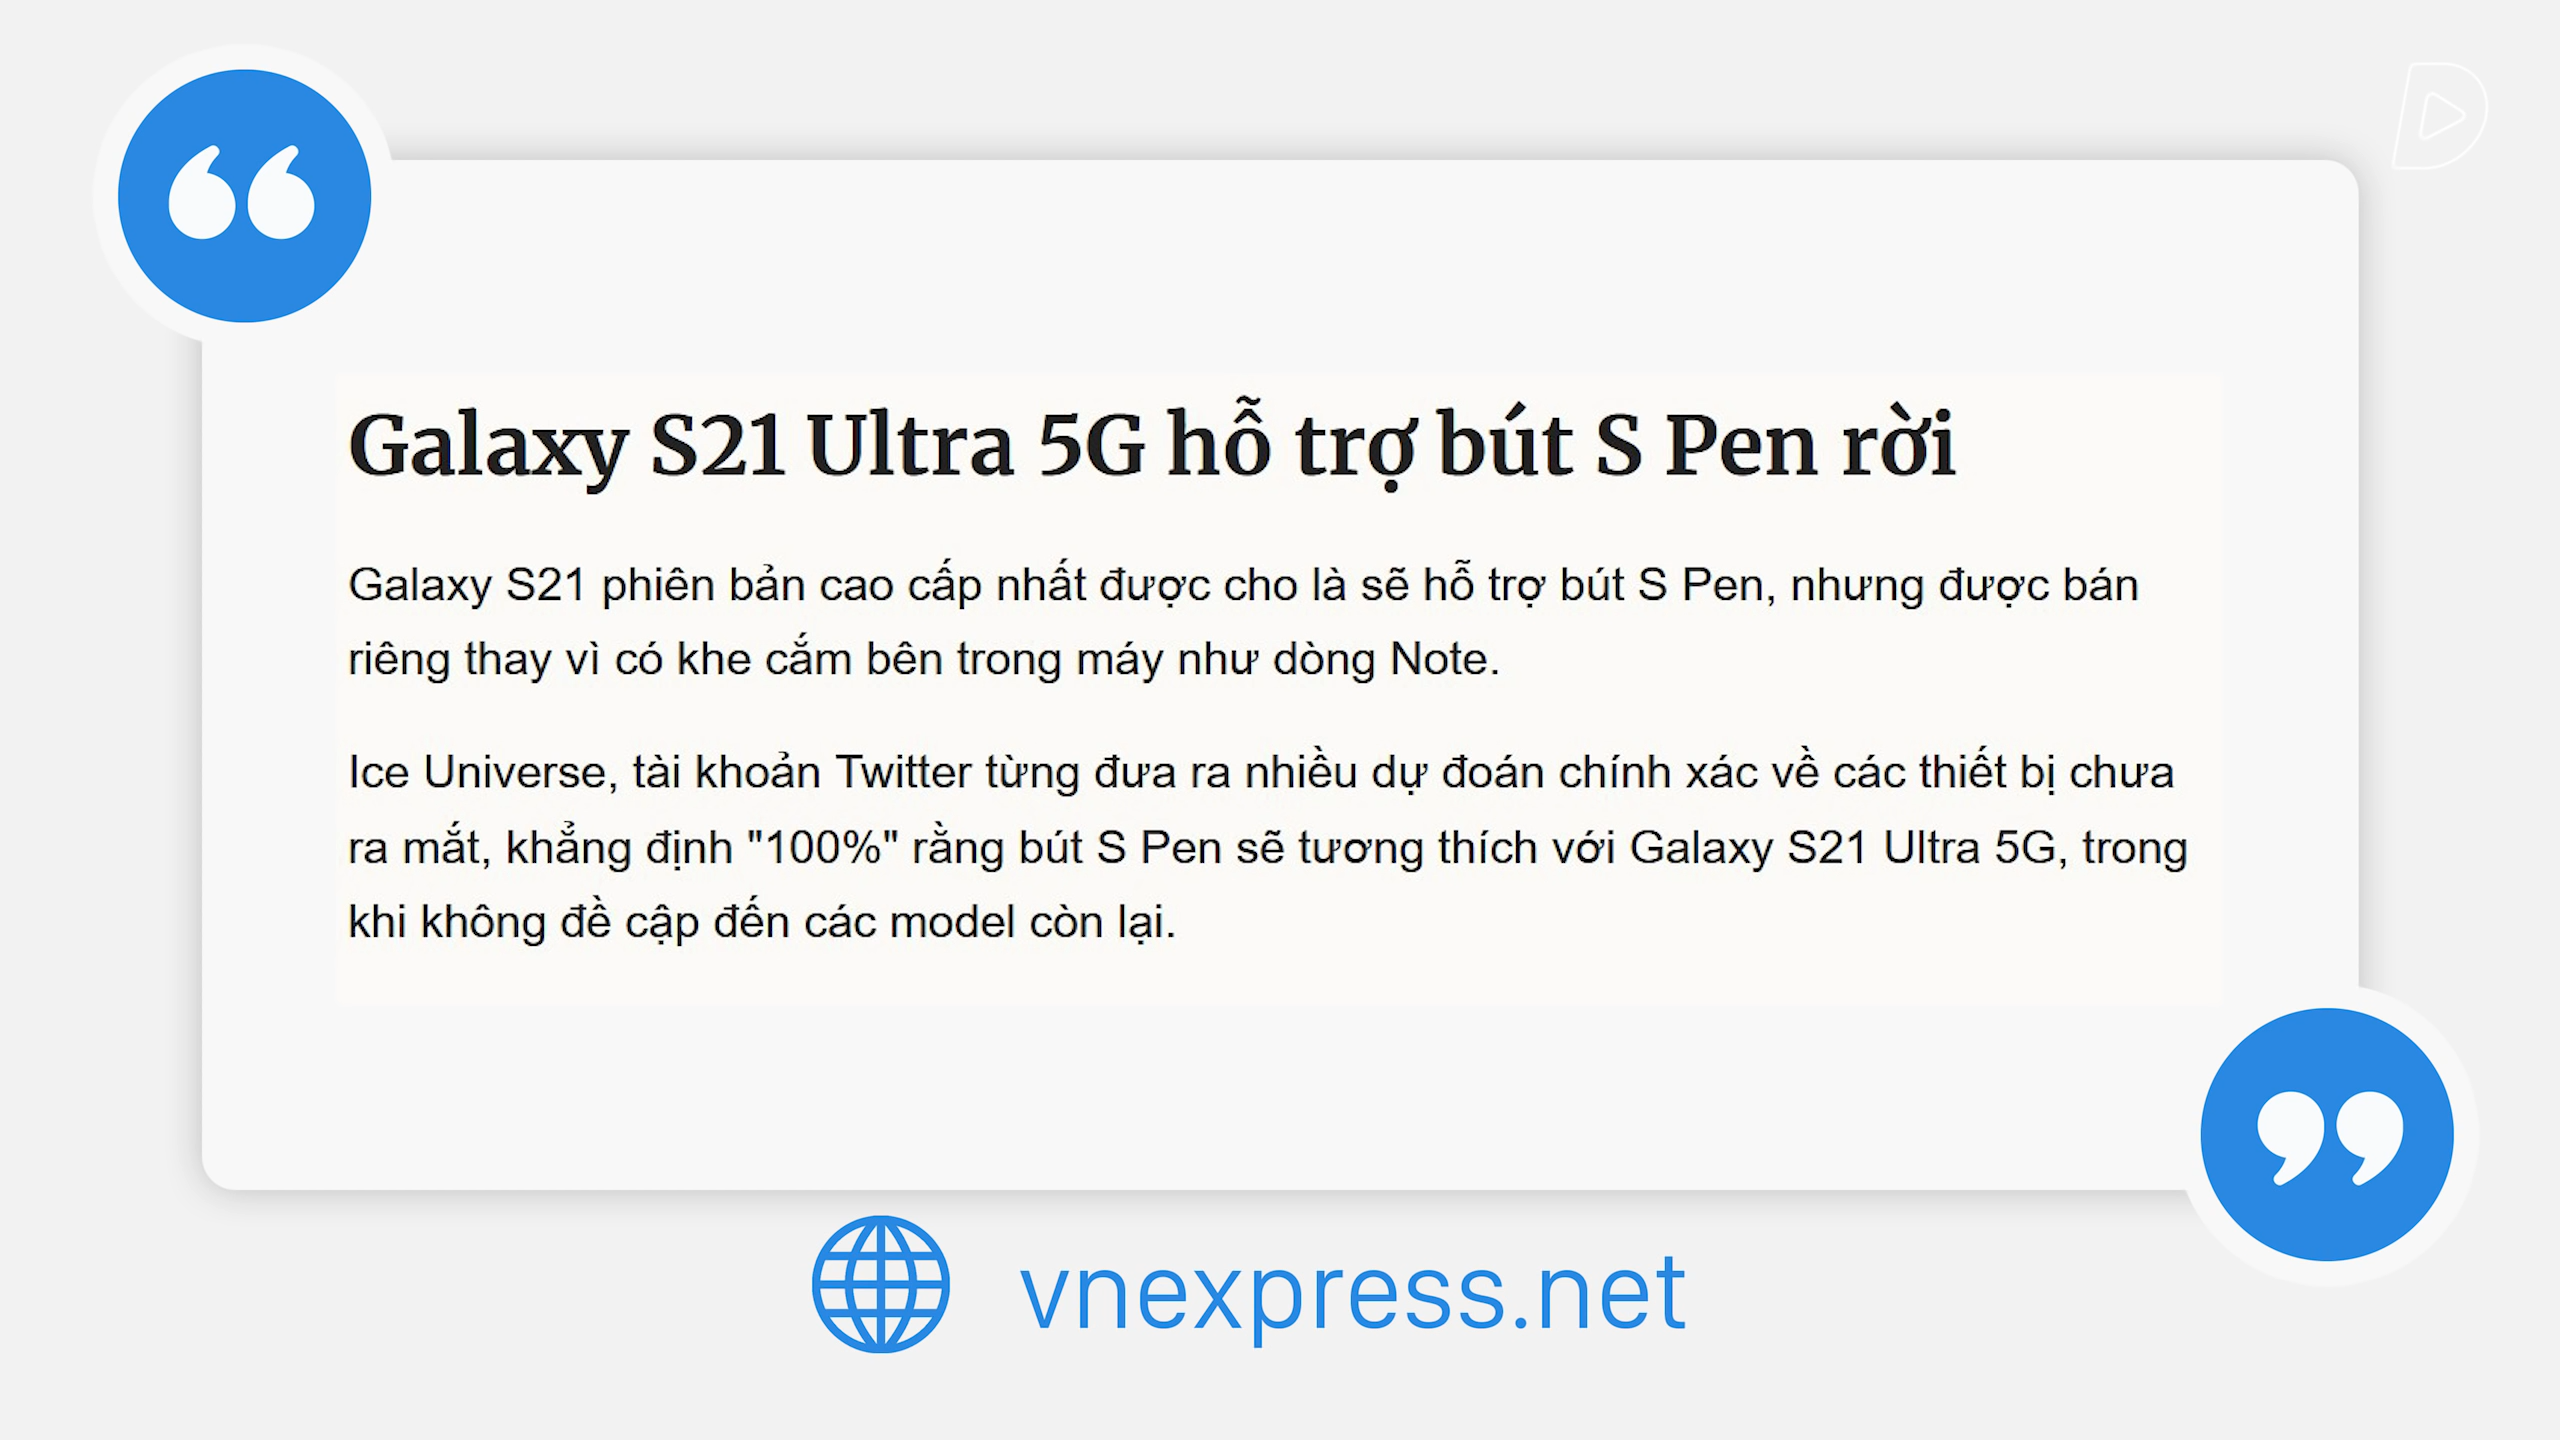 Galaxy S21 Ultra 5G hỗ trợ bút S Pen rời
Galaxy S21 phiên bản cao cấp nhất được cho là sẽ hỗ trợ bút S Pen, nhưng được bán
riêng thay vì có khe cắm bên trong máy như dòng Note.
Ice Universe, tài khoản Twitter từng đưa ra nhiều dự đoán chính xác về các thiết bị chưa
ra mắt, khẳng định "100%" rằng bút S Pen sẽ tương thích với Galaxy S21 Ultra 5G, trong
khi không đề cập đến các model còn lại.
vnexpress.net